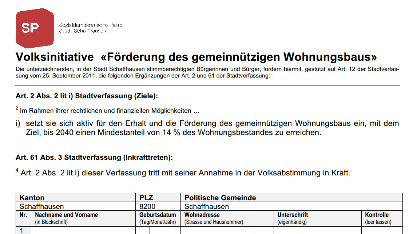 SP
Sozialdemokratische Partei
Stadt Schaffhausen
Volksinitiative «Förderung des gemeinnützigen Wohnungsbaus»
Die unterzeichnenden, in der Stadt Schaffhausen stimmberechtigten Bürgerinnen und Bürger, fordern hiermit, gestützt auf Art. 12 der Stadtverfas-
sung vom 25. September 2011, die folgenden Ergänzungen der Art. 2 und 61 der Stadtverfassung:
Art. 2 Abs. 2 lit i) Stadtverfassung (Ziele):
2 Im Rahmen ihrer rechtlichen und finanziellen Möglichkeiten ...
i) setzt sie sich aktiv für den Erhalt und die Förderung des gemeinnützigen Wohnungsbaus ein, mit dem
Ziel, bis 2040 einen Mindestanteil von 14 % des Wohnungsbestandes zu erreichen.
Art. 61 Abs. 3 Stadtverfassung (Inkrafttreten):
4 Art. 2 Abs. 2 lit i) dieser Verfassung tritt mit seiner Annahme in der Volksabstimmung in Kraft.
Kanton PLZ Politische Gemeinde
Schaffhausen 8200 Schaffhausen
Nr. Nachname und Vorname Geburtsdatum Wohnadresse Unterschrift Kontrolle
(in Blockschrift) (Tag/Monat/Jahr) (Strasse und Hausnummer) (eigenhändig) (leer lassen)
1